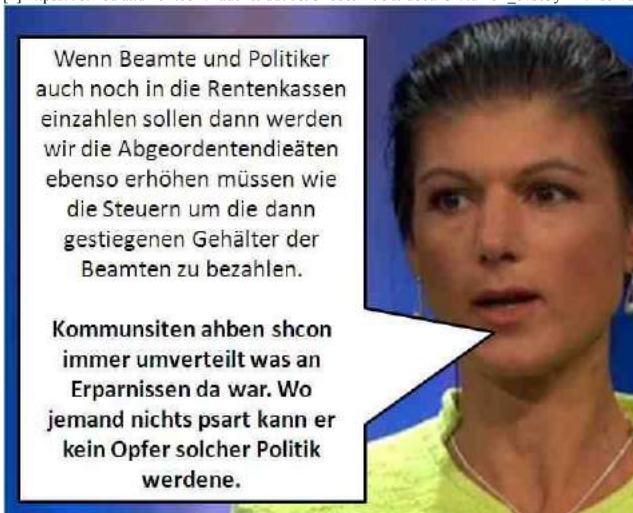 Wenn Beamte und Politiker
auch noch in die Rentenkassen
einzahlen sollen dann werden
wir die Abgeordentendieäten
ebenso erhöhen müssen wie
die Steuern um die dann
gestiegenen Gehälter der
Beamten zu bezahlen.
Kommunsiten ahben shcon
immer umverteilt was an
Erparnissen da war. Wo
jemand nichts psart kann er
kein Opfer solcher Politik
werdene.